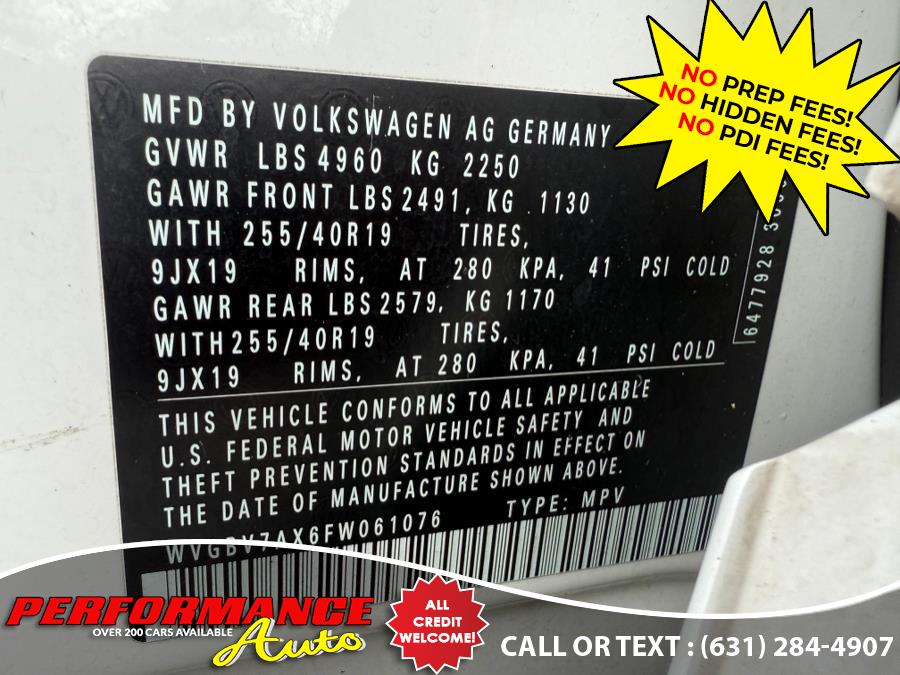 MFD BY VOLKSWAGEN AG GERMANY
GVWR LBS 4960 KG 2250
GAWR FRONT LBS 2491, KG 1130
WITH 255/40R19 TIRES,
9JX19 RIMS, AT 280 KPA, 41 PSI COLD
GAWR REAR LBS 2579, KG 1170
WITH 255/40R19 TIRES,
9JX19 RIMS, AT 280 KPA, 41 PSI COLD
THIS VEHICLE CONFORMS TO ALL APPLICABLE
U.S. FEDERAL MOTOR VEHICLE SAFETY AND
THEFT PREVENTION STANDARDS IN EFFECT ON
THE DATE OF MANUFACTURE SHOWN ABOVE.
WVGBV7AX6FW061076 TYPE: MPV
6477928
NO PREP FEES!
NO HIDDEN FEES!
NO PDI FEES!
PERFORMANCE
OVER 200 CARS AVAILABLE
Auto
ALL
CREDIT
WELCOME!
CALL OR TEXT : (631) 284-4907